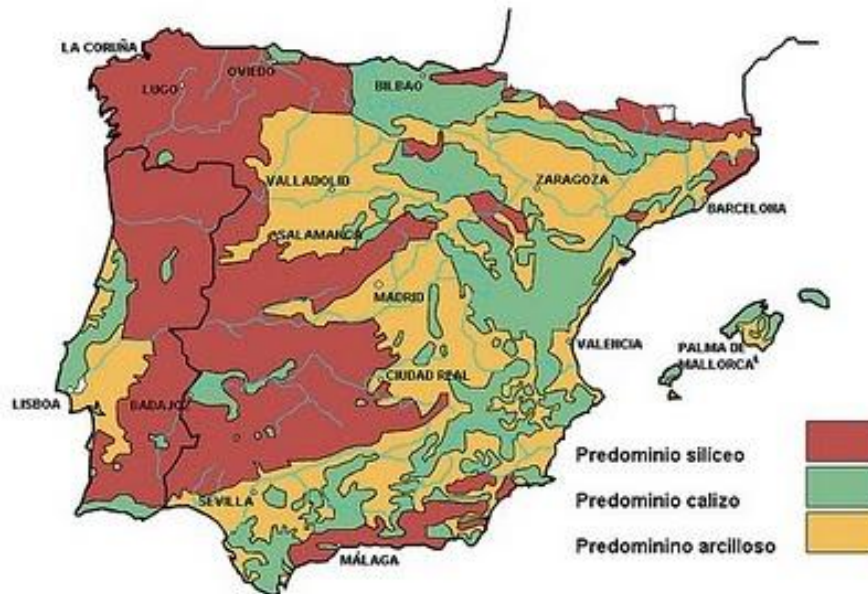 LA CORUÑA
OVIEDO
LUGO
BILBAO
VALLADOLID
ZARAGOZA
SALAMANCA
BARCELONA
MADRID
VALENCIA
PALMA DE
MALLORCA
CIUDAD REAL
LISBOA
BADAJOZ
SEVILLA
MÁLAGA
Predominio silíceo
Predominio calizo
Predominino arcilloso